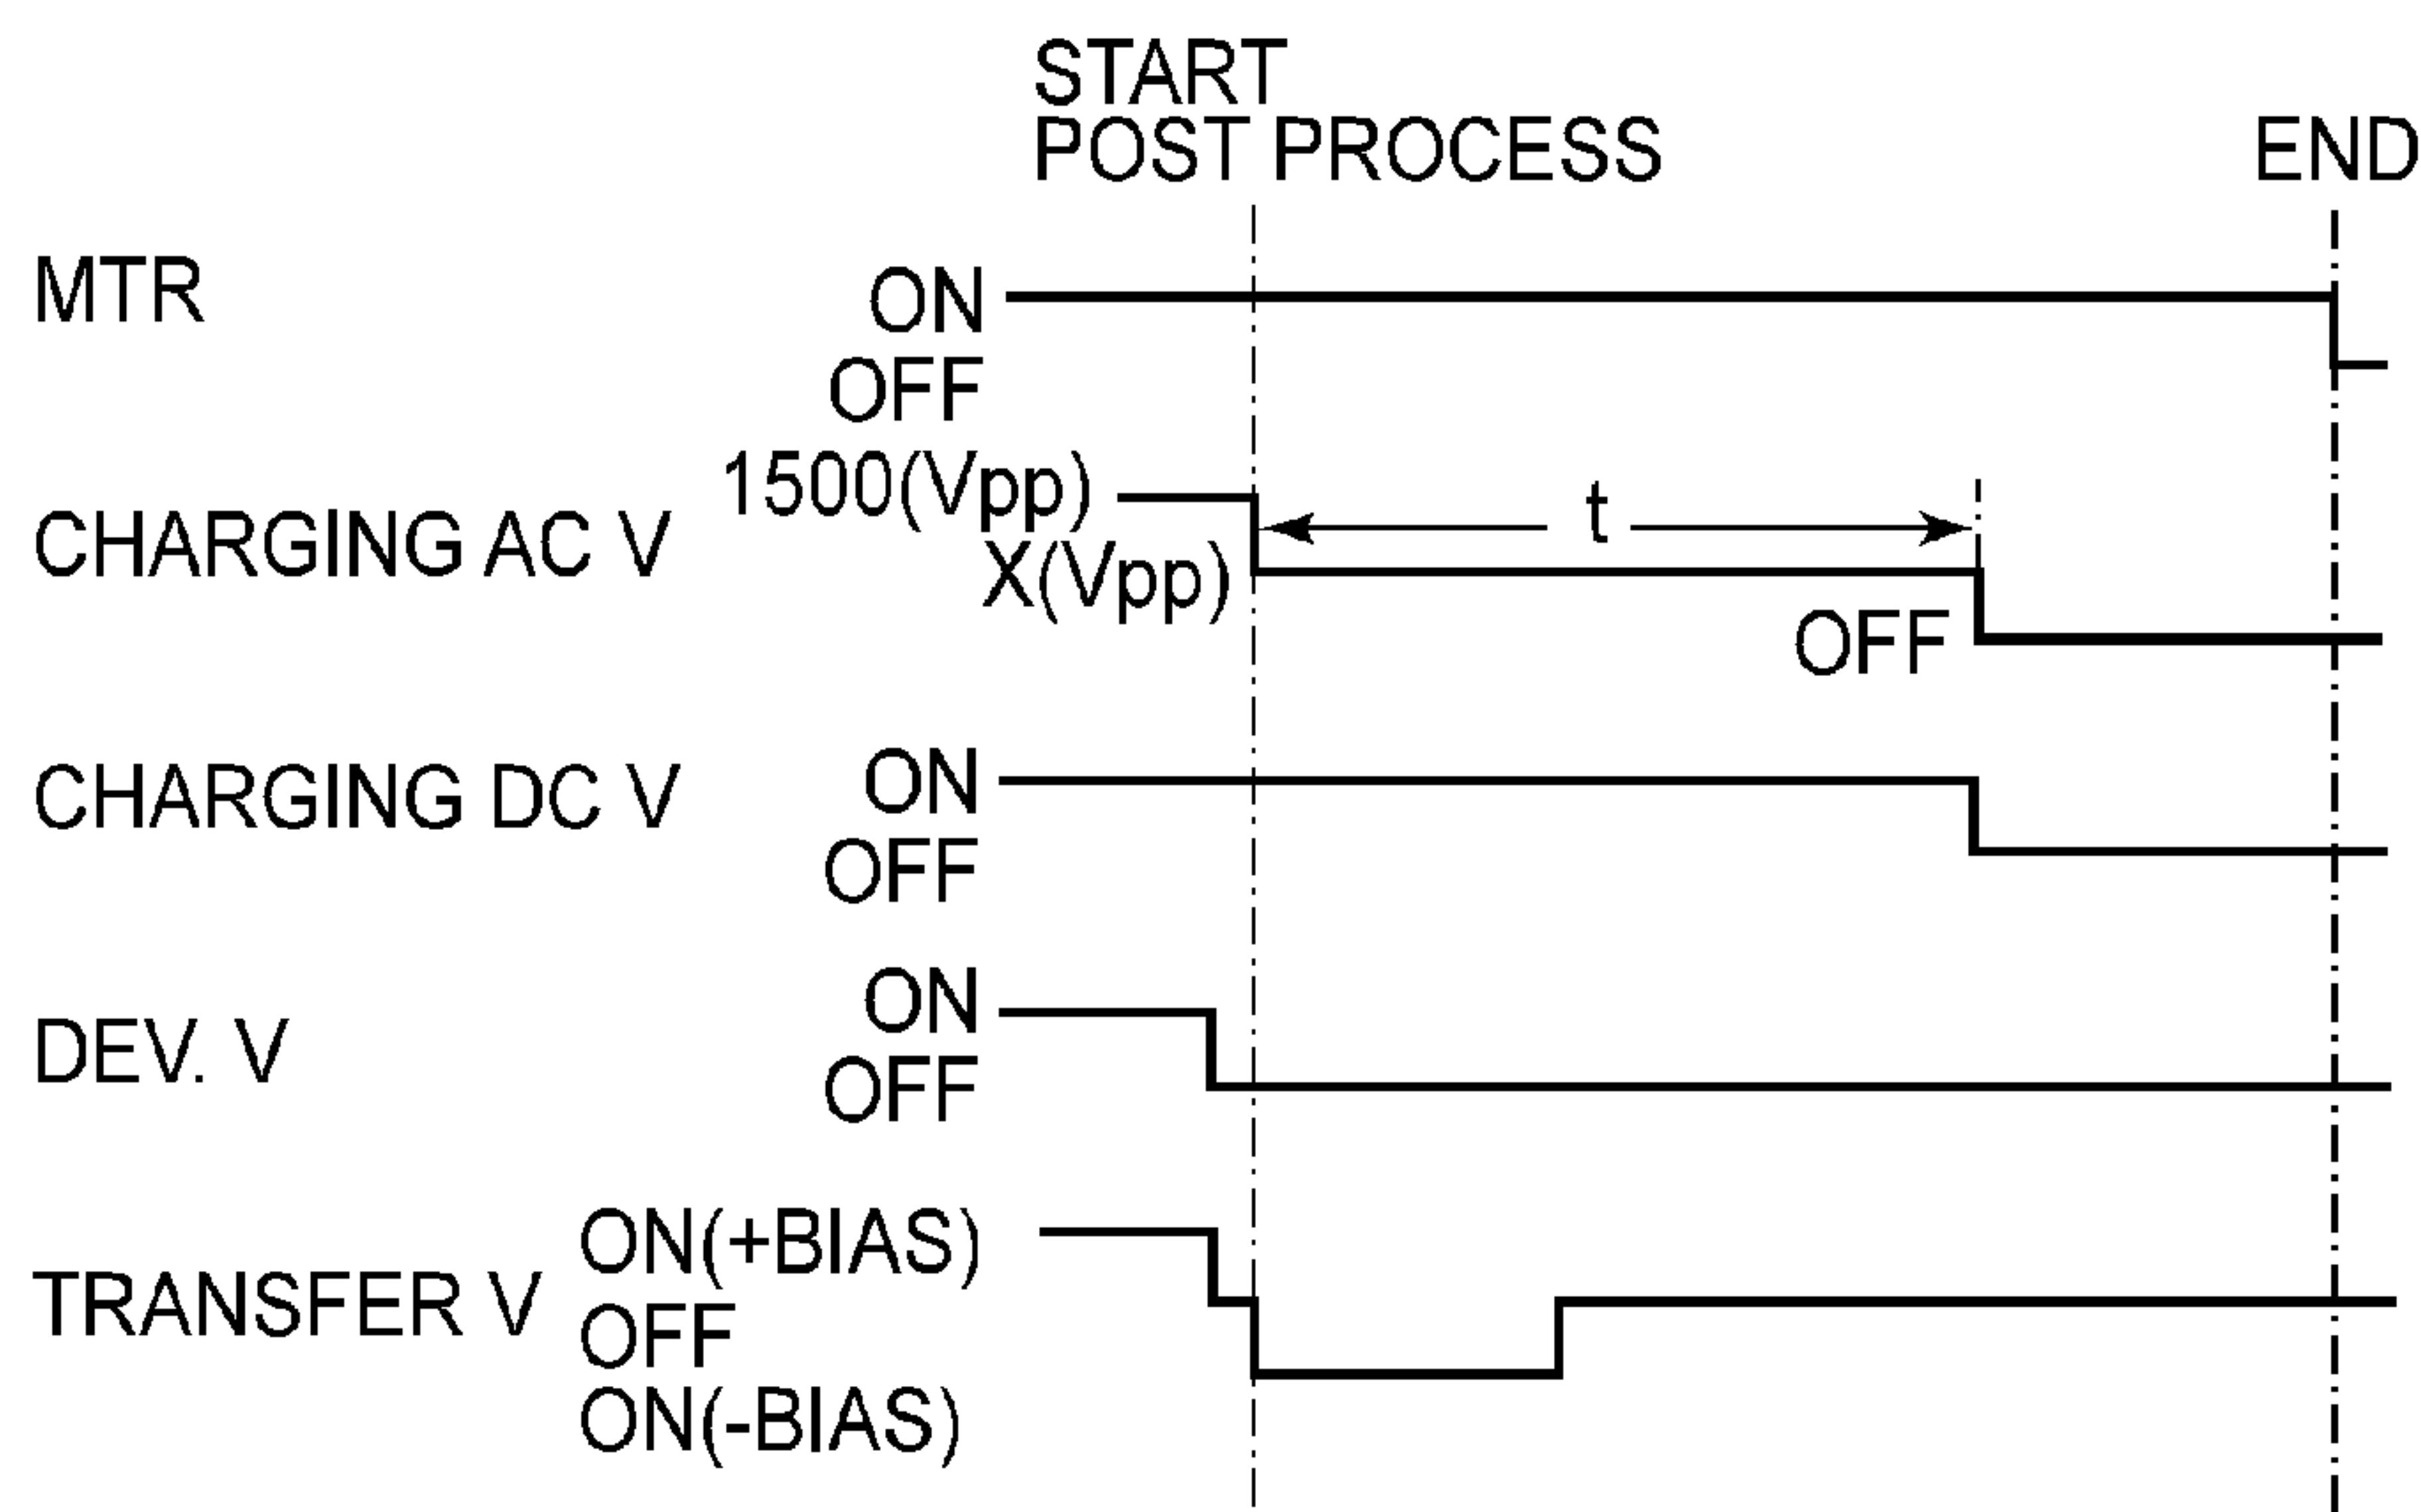 START
POST PROCESS
END
MTR
ON
OFF
1500(Vpp)
CHARGING AC V
X(Vpp)
t
OFF
CHARGING DC V
ON
OFF
DEV. V
ON
OFF
TRANSFER V
ON(+BIAS)
OFF
ON(-BIAS)